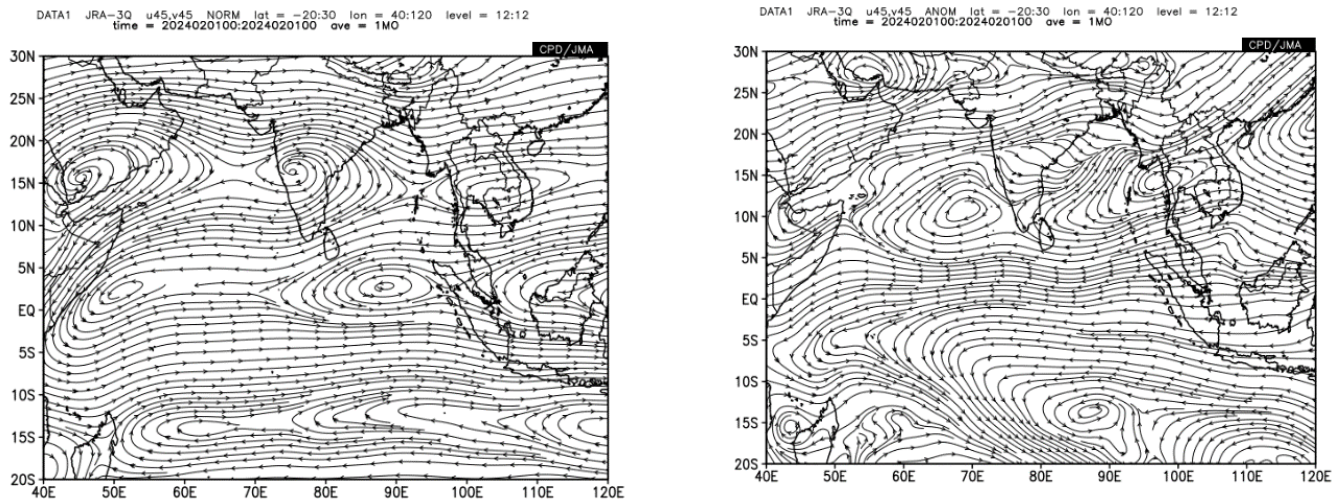 DATA1 JRA-3Q u45,v45 NORM lat = -20:30 lon = 40:120 level = 12:12
time = 2024020100:2024020100 ave = 1MO
CPD/JMA
30N
25N
20N
15N
10N
5N
EQ
5S
10S
15S
20S
40E 50E 60E 70E 80E 90E 100E 110E 120E
DATA1 JRA-3Q u45,v45 ANOM lat = -20:30 lon = 40:120 level = 12:12
time = 2024020100:2024020100 ave = 1MO
CPD/JMA
30N
25N
20N
15N
10N
5N
EQ
5S
10S
15S
20S
40E 50E 60E 70E 80E 90E 100E 110E 120E